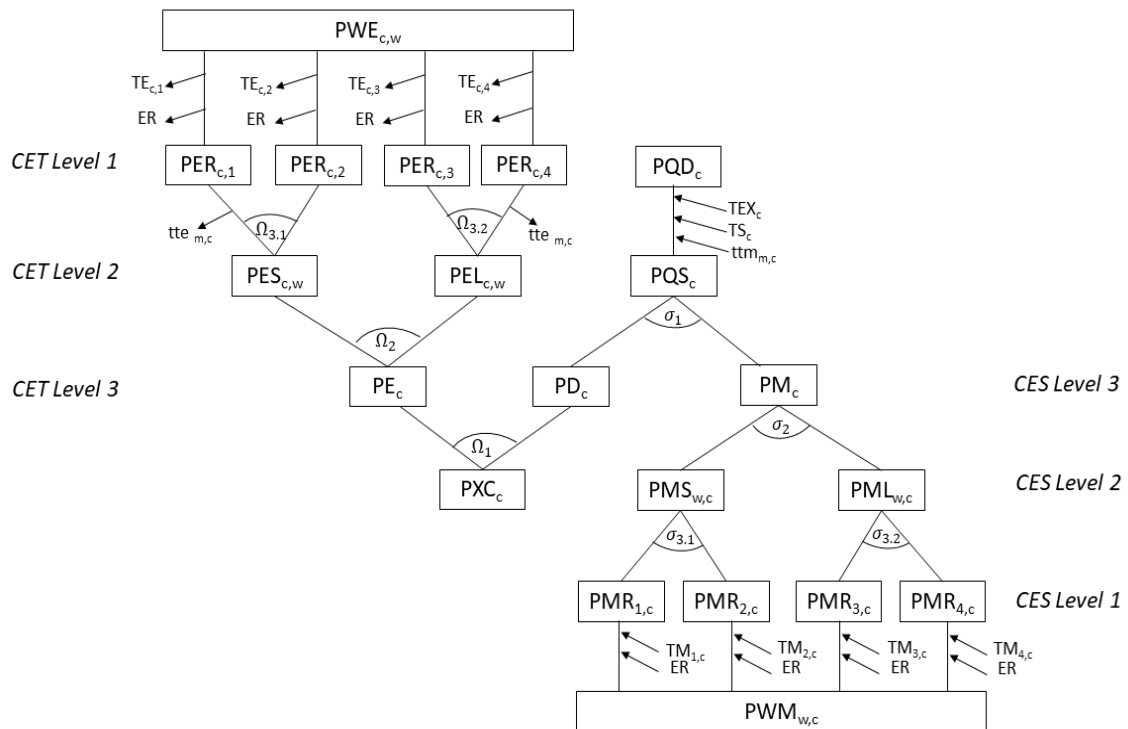 PWE c,w
TE c,1 TE c,2 TE c,3 TE c,4
ER ER ER ER
CET Level 1 PER c,1 PER c,2 PER c,3 PER c,4 PQD c
TEX c
tte m,c Ω 3.1 Ω 3.2 tte m,c TS c
ttm m,c
CET Level 2 PES c,w PEL c,w PQS c
Ω 2 σ 1
CET Level 3 PE c PD c PM c CES Level 3
Ω 1 σ 2
PXC c PMS w,c PML w,c CES Level 2
σ 3.1 σ 3.2
PMR 1,c PMR 2,c PMR 3,c PMR 4,c CES Level 1
TM 1,c TM 2,c TM 3,c TM 4,c
ER ER ER ER
PWM w,c